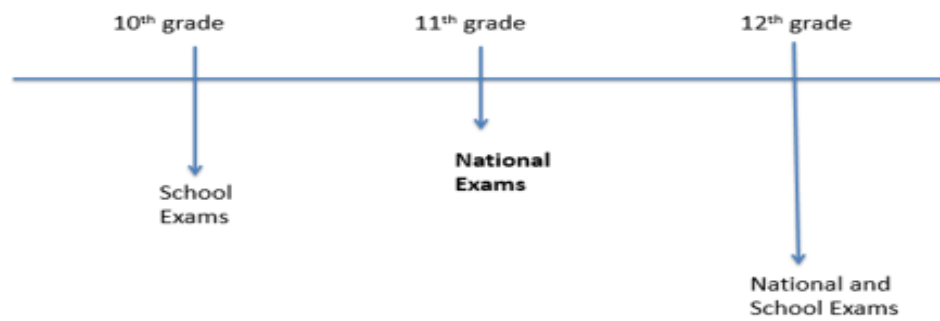 10th grade
11th grade
12th grade
National
Exams
School
Exams
National and
School Exams